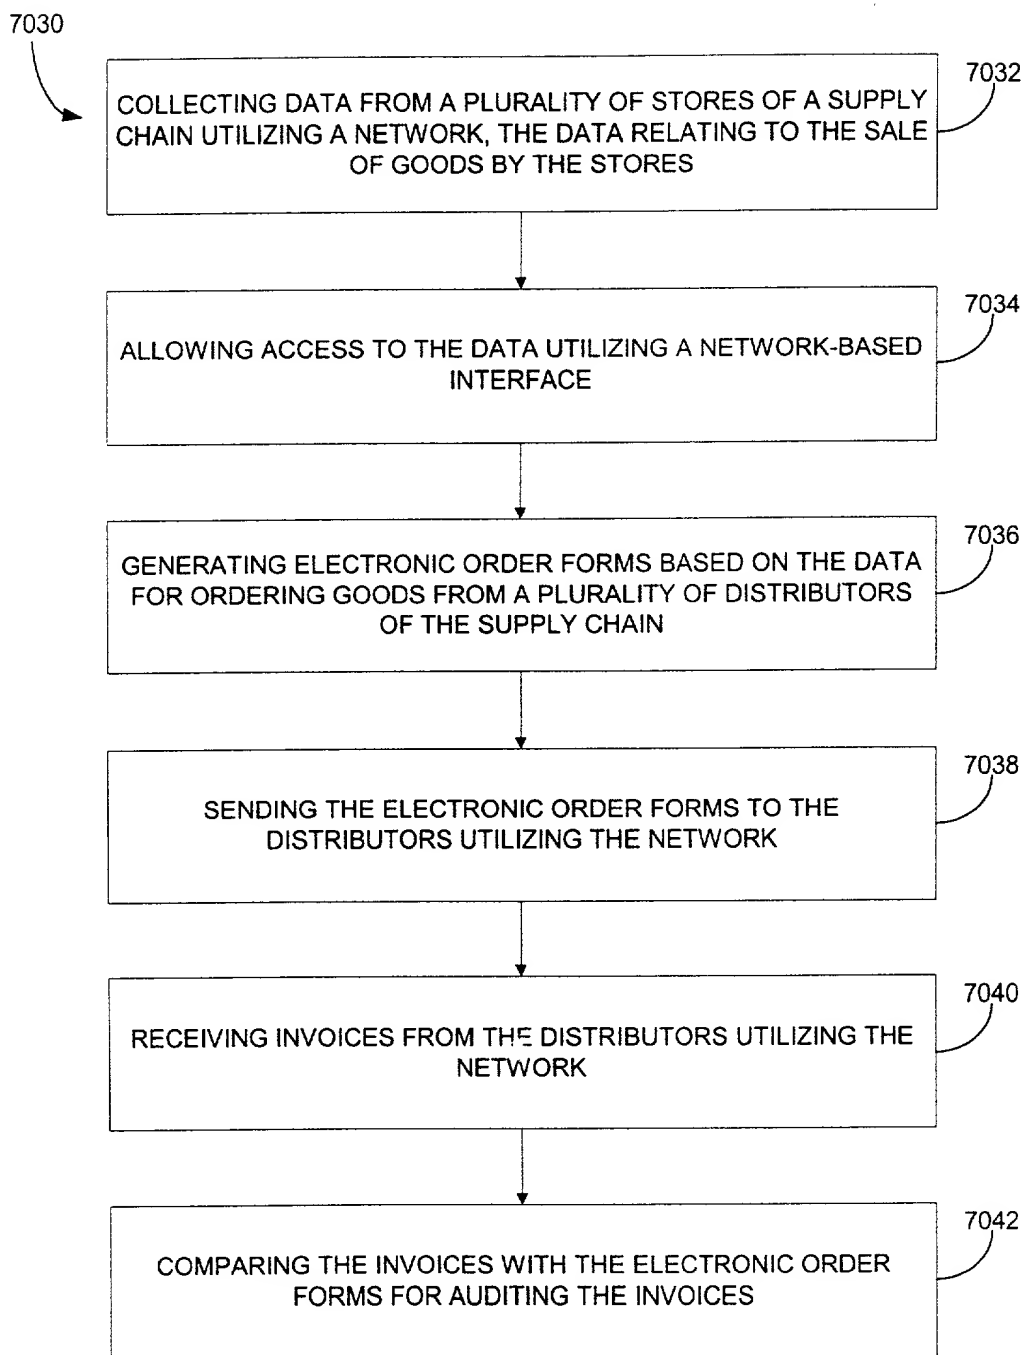 7030
7032
COLLECTING DATA FROM A PLURALITY OF STORES OF A SUPPLY
CHAIN UTILIZING A NETWORK, THE DATA RELATING TO THE SALE
OF GOODS BY THE STORES
7034
ALLOWING ACCESS TO THE DATA UTILIZING A NETWORK-BASED
INTERFACE
7036
GENERATING ELECTRONIC ORDER FORMS BASED ON THE DATA
FOR ORDERING GOODS FROM A PLURALITY OF DISTRIBUTORS
OF THE SUPPLY CHAIN
7038
SENDING THE ELECTRONIC ORDER FORMS TO THE
DISTRIBUTORS UTILIZING THE NETWORK
7040
RECEIVING INVOICES FROM THE DISTRIBUTORS UTILIZING THE
NETWORK
7042
COMPARING THE INVOICES WITH THE ELECTRONIC ORDER
FORMS FOR AUDITING THE INVOICES